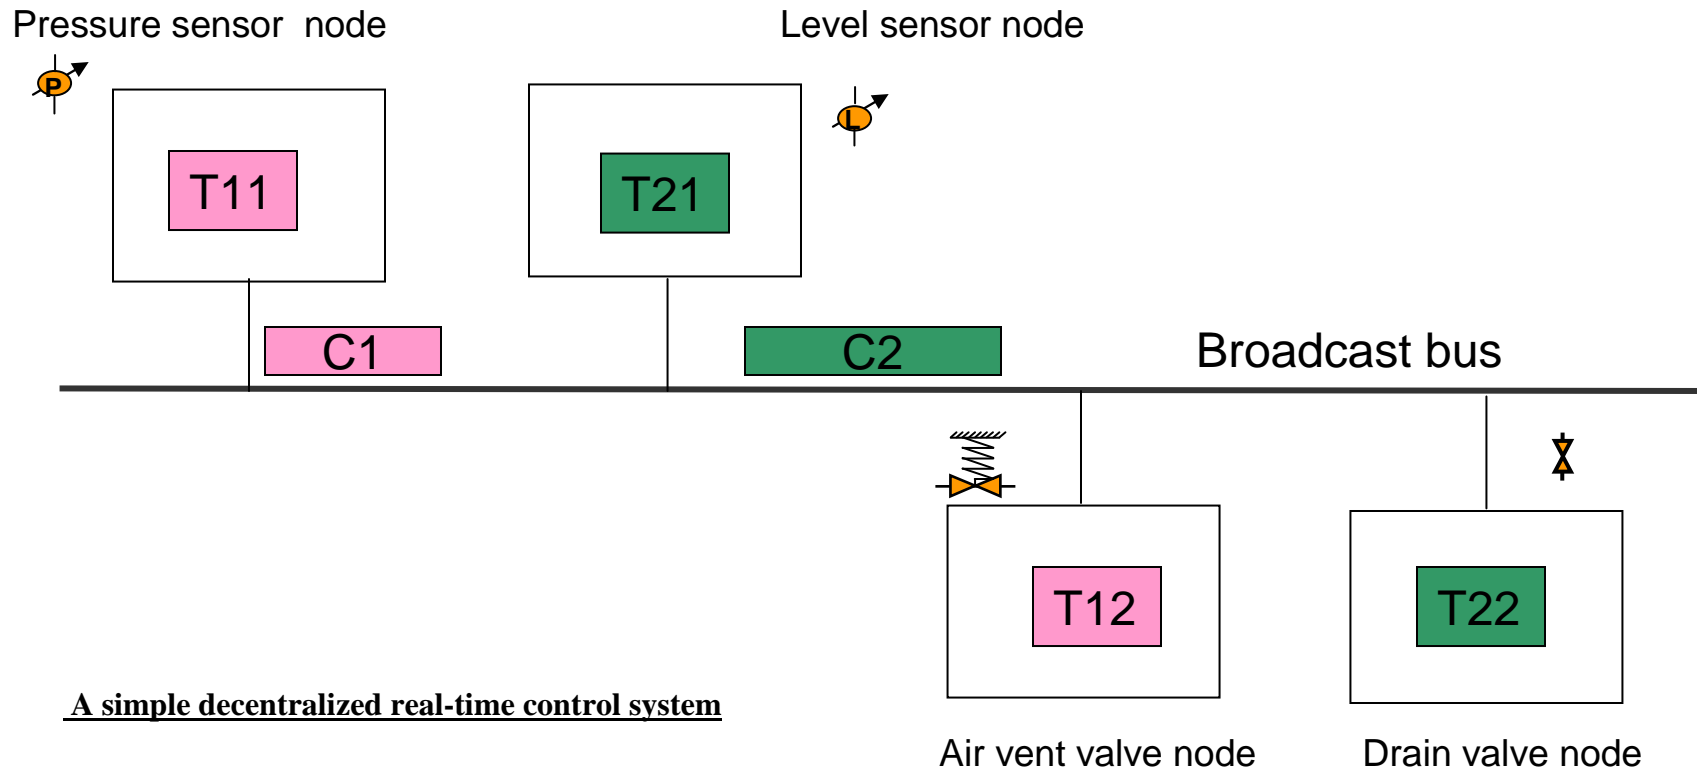 Pressure sensor  node
Level sensor node
P
L
T11
T21
C1
C2
Broadcast bus
T12
T22
A simple decentralized real-time control system
Air vent valve node
Drain valve node